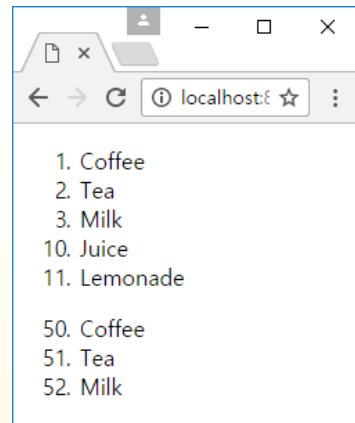 localhost:8
1. Coffee
2. Tea
3. Milk
10. Juice
11. Lemonade
50. Coffee
51. Tea
52. Milk